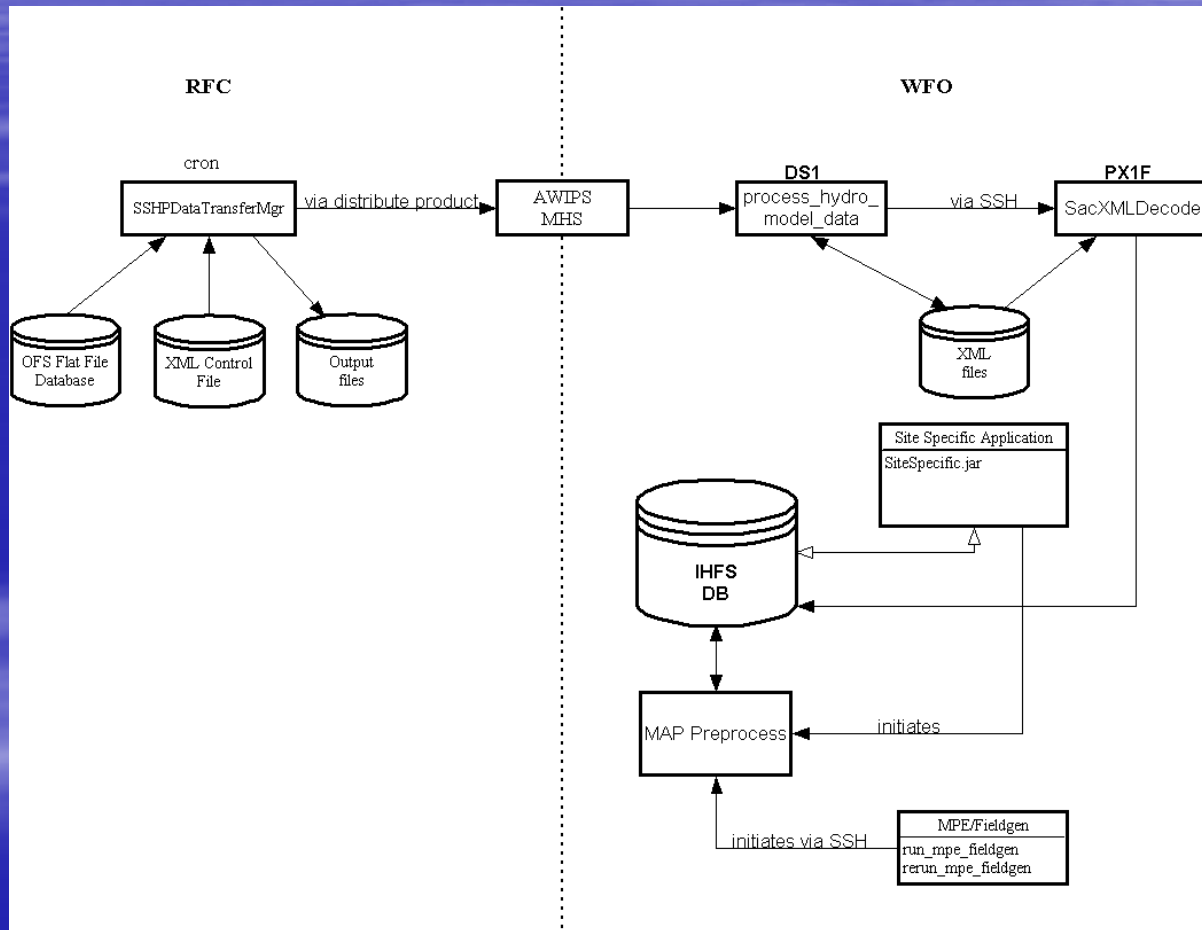 RFC
WFO
cron
SSHPDataTransferMgr
via distribute product
AWIPS
MHS
DS1
process_hydro_
model_data
via SSH
PX1F
SacXMLDecode
OFS Flat File
Database
XML Control
File
Output
files
XML
files
Site Specific Application
SiteSpecific.jar
IHFS
DB
MAP Preprocess
initiates
initiates via SSH
MPE/Fieldgen
run_mpe_fieldgen
rerun_mpe_fieldgen